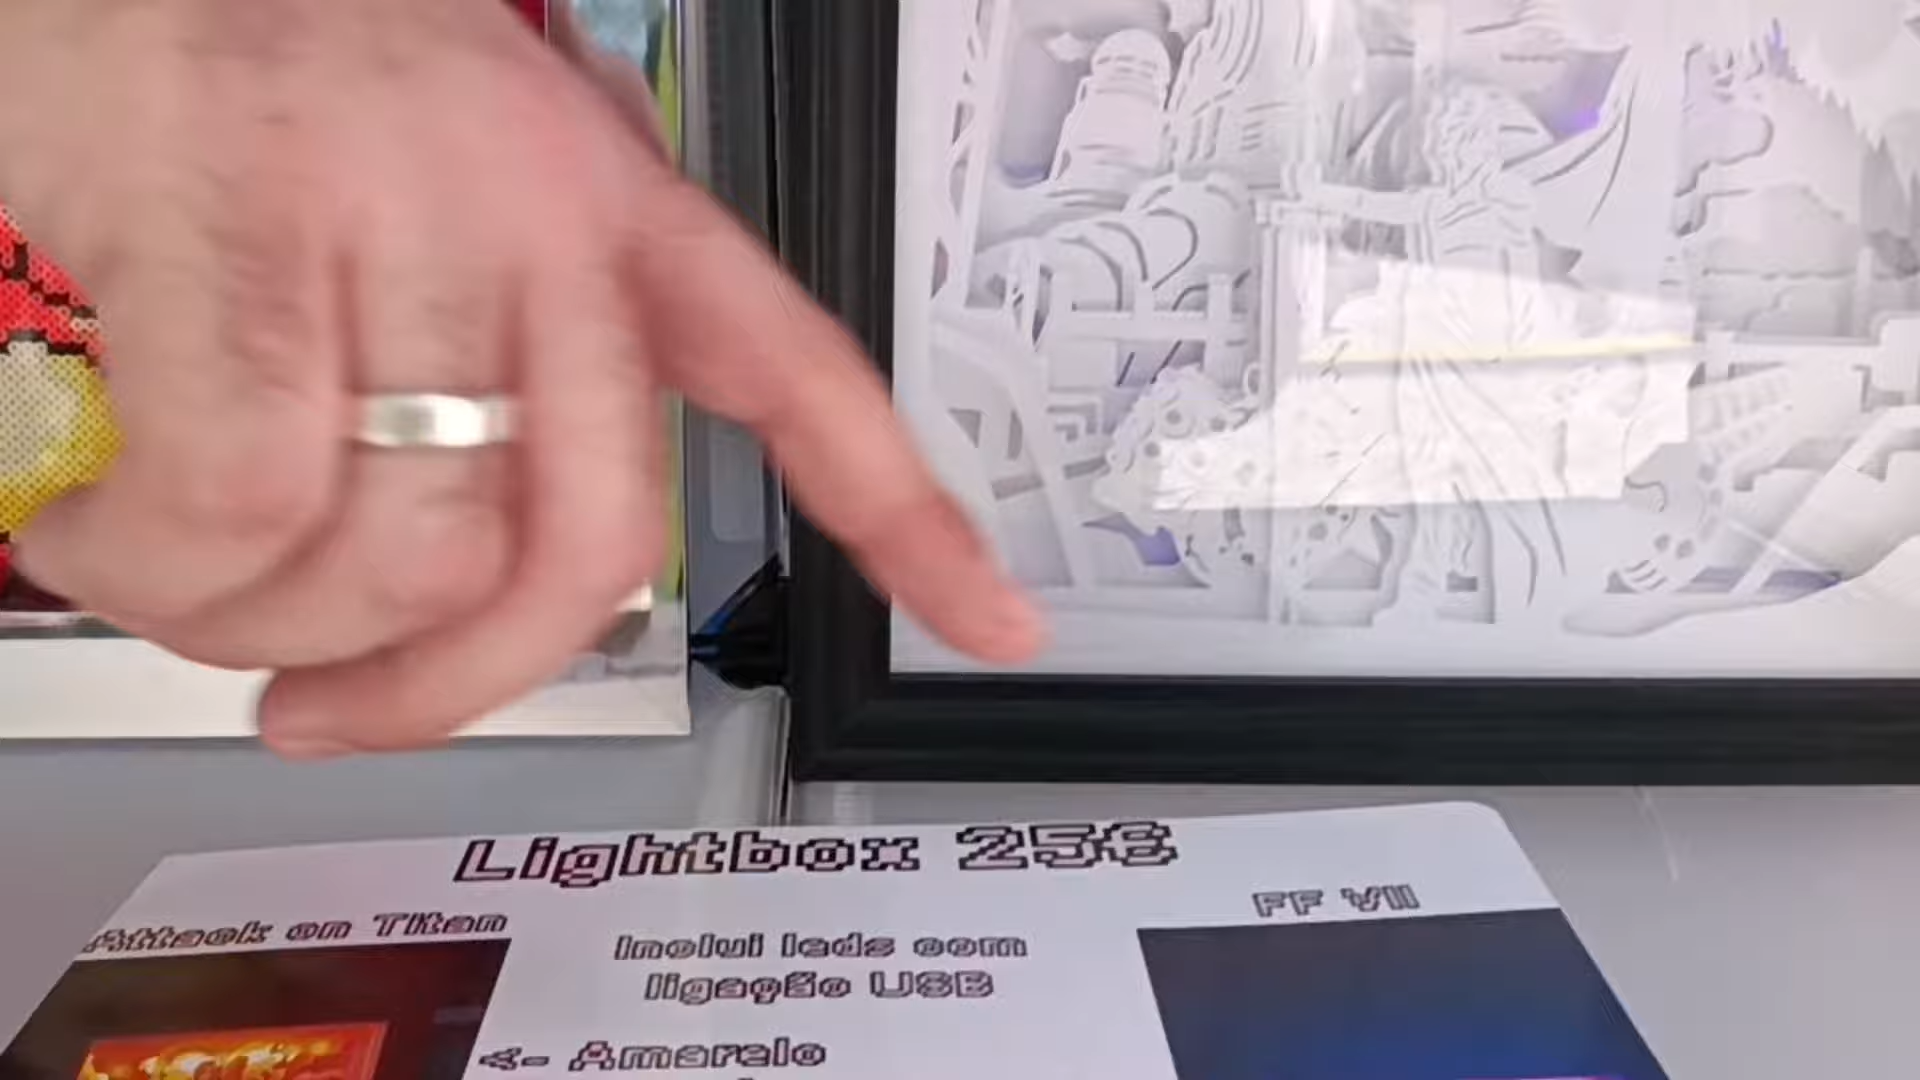 Lightbox 25€
Attack on Titan
FF VII
Inclui leds com
ligação USB
<- Amarelo